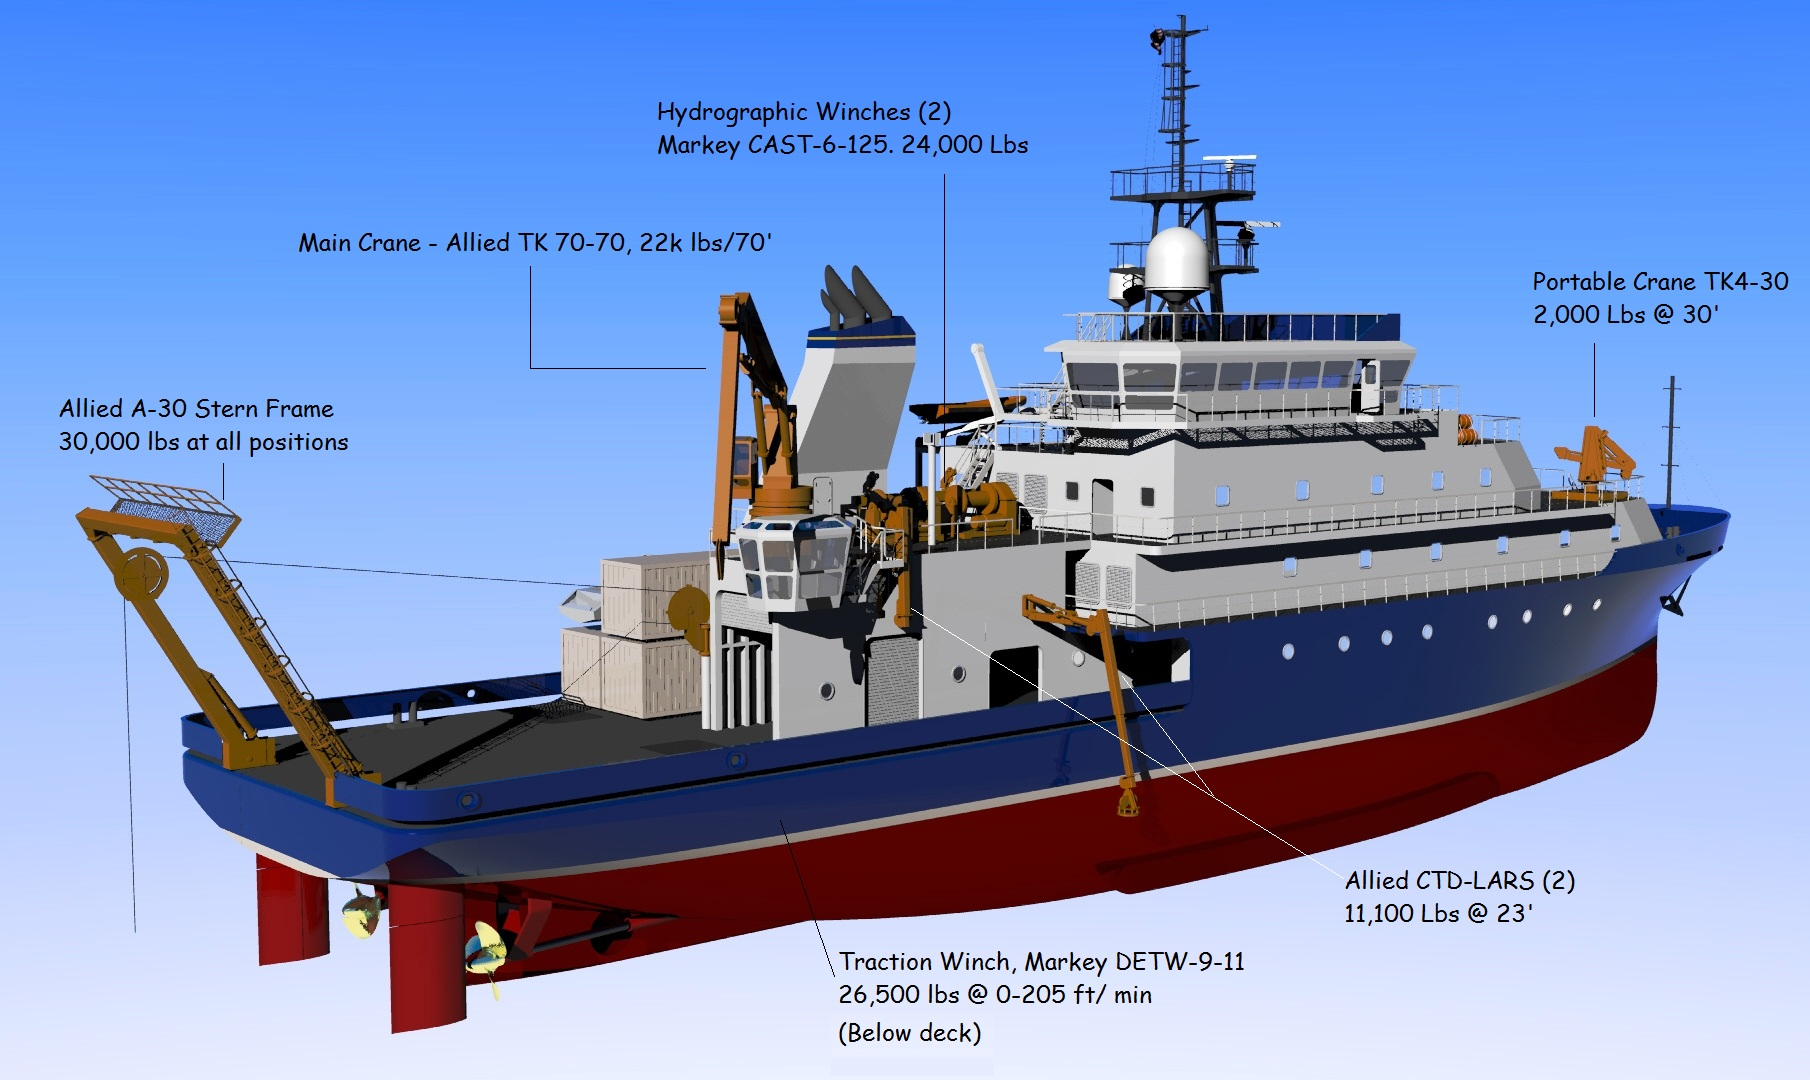 Hydrographic Winches (2)
Markey CAST-6-125. 24,000 Lbs
Main Crane - Allied TK 70-70, 22k lbs/70'
Portable Crane TK4-30
2,000 Lbs @ 30'
Allied A-30 Stern Frame
30,000 lbs at all positions
Allied CTD-LARS (2)
11,100 Lbs @ 23'
Traction Winch, Markey DETW-9-11
26,500 lbs @ 0-205 ft/ min
(Below deck)